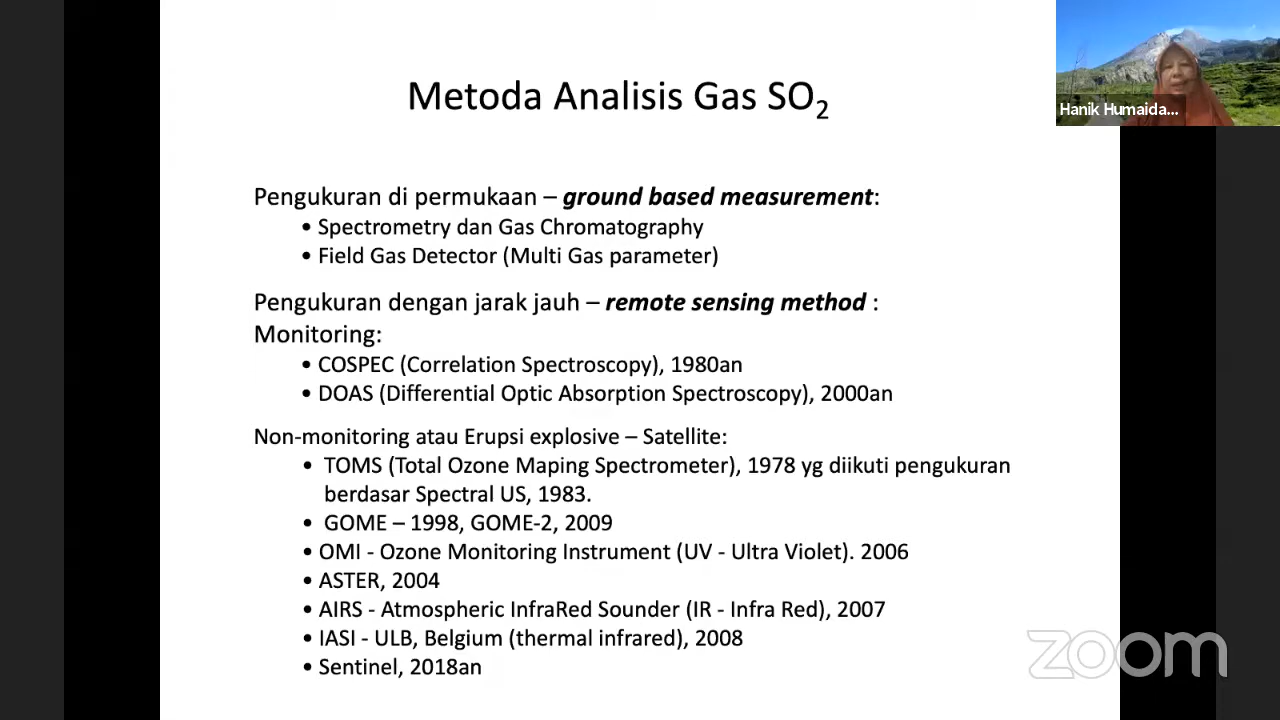 Metoda Analisis Gas SO₂
Hanik Humaida...
Pengukuran di permukaan – ground based measurement:
• Spectrometry dan Gas Chromatography
• Field Gas Detector (Multi Gas parameter)
Pengukuran dengan jarak jauh – remote sensing method :
Monitoring:
• COSPEC (Correlation Spectroscopy), 1980an
• DOAS (Differential Optic Absorption Spectroscopy), 2000an
Non-monitoring atau Erupsi explosive – Satellite:
• TOMS (Total Ozone Maping Spectrometer), 1978 yg diikuti pengukuran
berdasar Spectral US, 1983.
• GOME – 1998, GOME-2, 2009
• OMI - Ozone Monitoring Instrument (UV - Ultra Violet). 2006
• ASTER, 2004
• AIRS - Atmospheric InfraRed Sounder (IR - Infra Red), 2007
• IASI - ULB, Belgium (thermal infrared), 2008
• Sentinel, 2018an
zoom